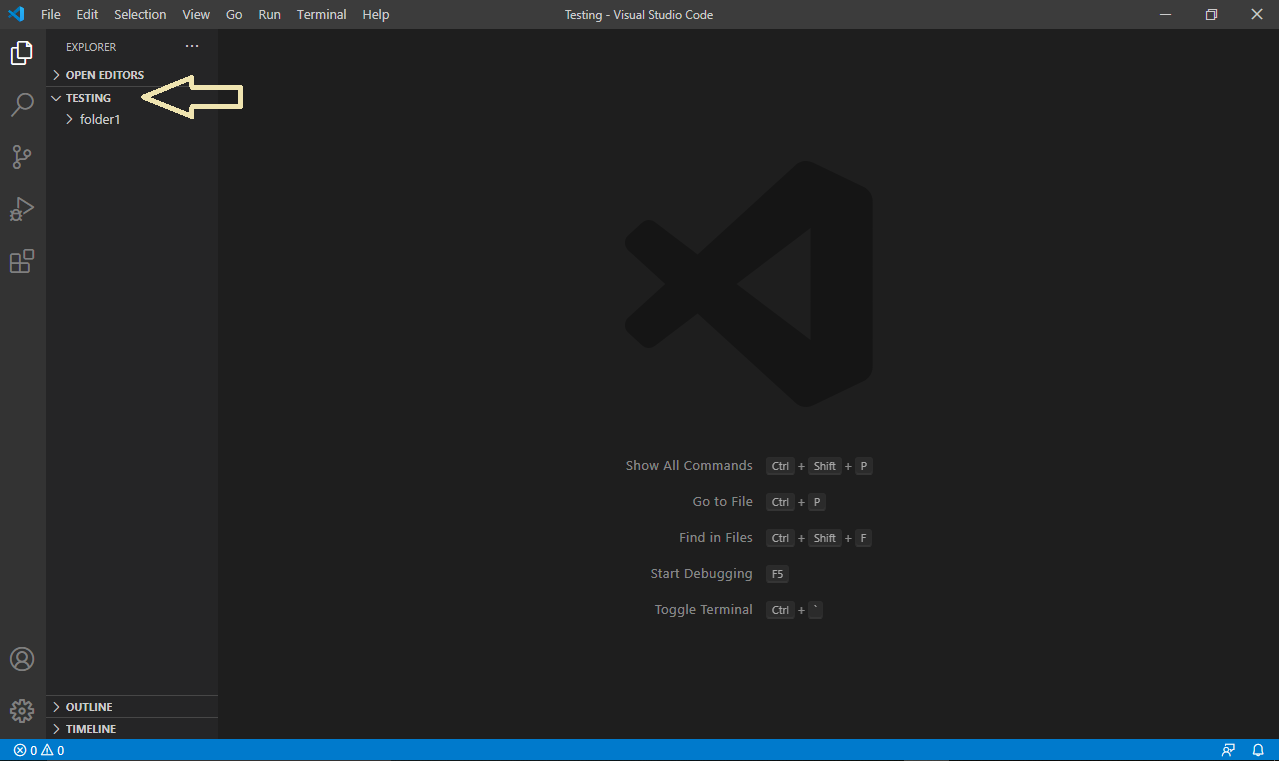 File Edit Selection View Go Run Terminal Help
Testing - Visual Studio Code
EXPLORER
OPEN EDITORS
TESTING
folder1
Show All Commands Ctrl + Shift + P
Go to File Ctrl + P
Find in Files Ctrl + Shift + F
Start Debugging F5
Toggle Terminal Ctrl + `
OUTLINE
TIMELINE
0 0